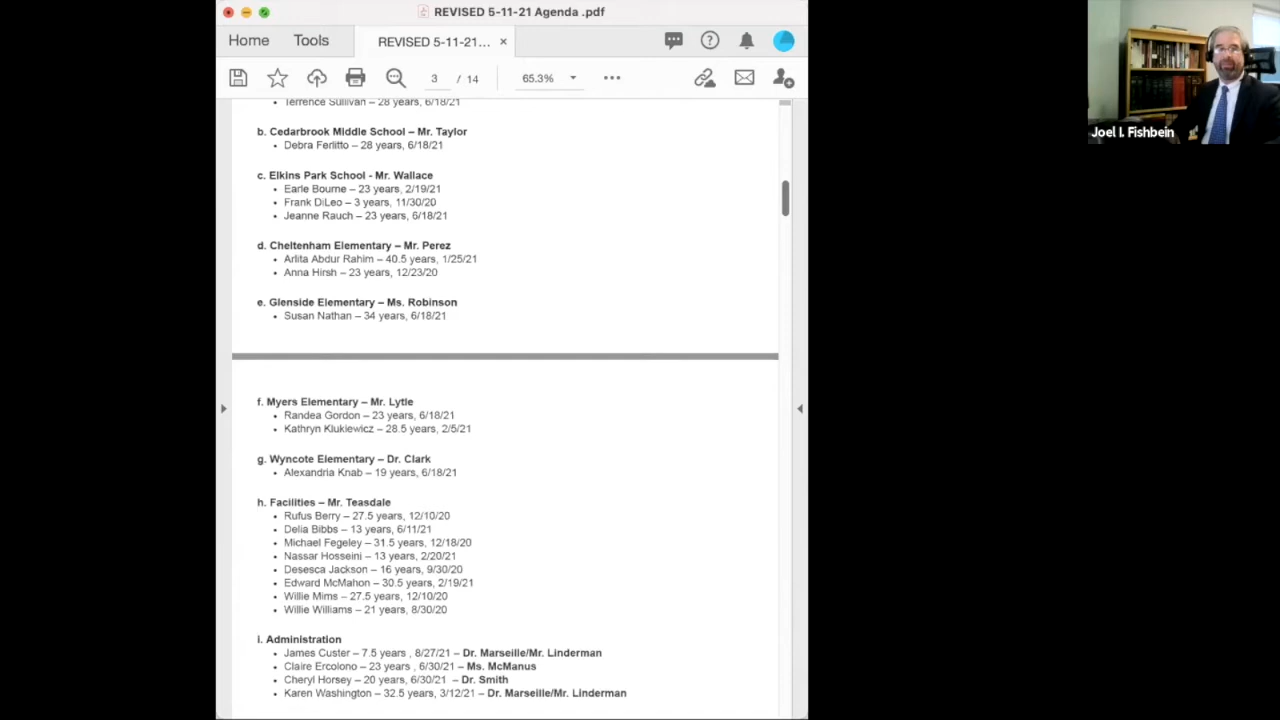 REVISED 5-11-21 Agenda .pdf
Home Tools REVISED 5-11-21... ×
3 / 14 65.3%
Terrence Sullivan – 28 years, 6/18/21
b. Cedarbrook Middle School – Mr. Taylor
• Debra Ferlitto – 28 years, 6/18/21
c. Elkins Park School - Mr. Wallace
• Earle Bourne – 23 years, 2/19/21
• Frank DiLeo – 3 years, 11/30/20
• Jeanne Rauch – 23 years, 6/18/21
d. Cheltenham Elementary – Mr. Perez
• Arlita Abdur Rahim – 40.5 years, 1/25/21
• Anna Hirsh – 23 years, 12/23/20
e. Glenside Elementary – Ms. Robinson
• Susan Nathan – 34 years, 6/18/21
f. Myers Elementary – Mr. Lytle
• Randea Gordon – 23 years, 6/18/21
• Kathryn Klukiewicz – 28.5 years, 2/5/21
g. Wyncote Elementary – Dr. Clark
• Alexandria Knab – 19 years, 6/18/21
h. Facilities – Mr. Teasdale
• Rufus Berry – 27.5 years, 12/10/20
• Delia Bibbs – 13 years, 6/11/21
• Michael Fegeley – 31.5 years, 12/18/20
• Nassar Hosseini – 13 years, 2/20/21
• Desesca Jackson – 16 years, 9/30/20
• Edward McMahon – 30.5 years, 2/19/21
• Willie Mims – 27.5 years, 12/10/20
• Willie Williams – 21 years, 8/30/20
i. Administration
• James Custer – 7.5 years , 8/27/21 – Dr. Marseille/Mr. Linderman
• Claire Ercolono – 23 years , 6/30/21 – Ms. McManus
• Cheryl Horsey – 20 years, 6/30/21 – Dr. Smith
• Karen Washington – 32.5 years, 3/12/21 – Dr. Marseille/Mr. Linderman
Joel I. Fishbein